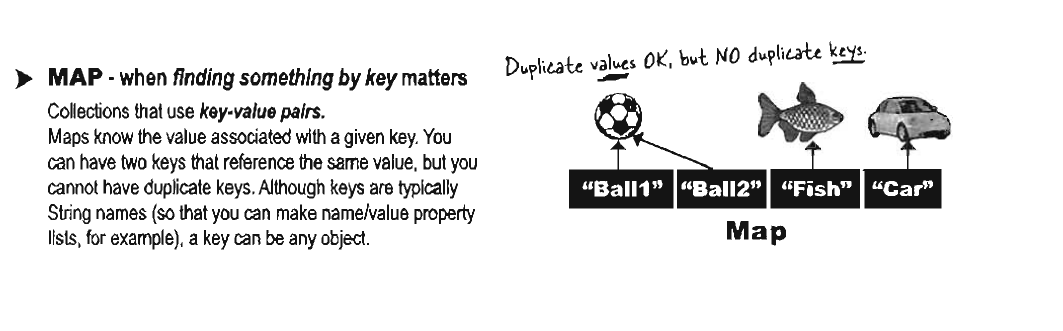 ➤ MAP - when finding something by key matters
Collections that use key-value pairs.
Maps know the value associated with a given key. You
can have two keys that reference the same value, but you
cannot have duplicate keys. Although keys are typically
String names (so that you can make name/value property
lists, for example), a key can be any object.
Duplicate values OK, but NO duplicate keys.
“Ball1” “Ball2” “Fish” “Car”
Map